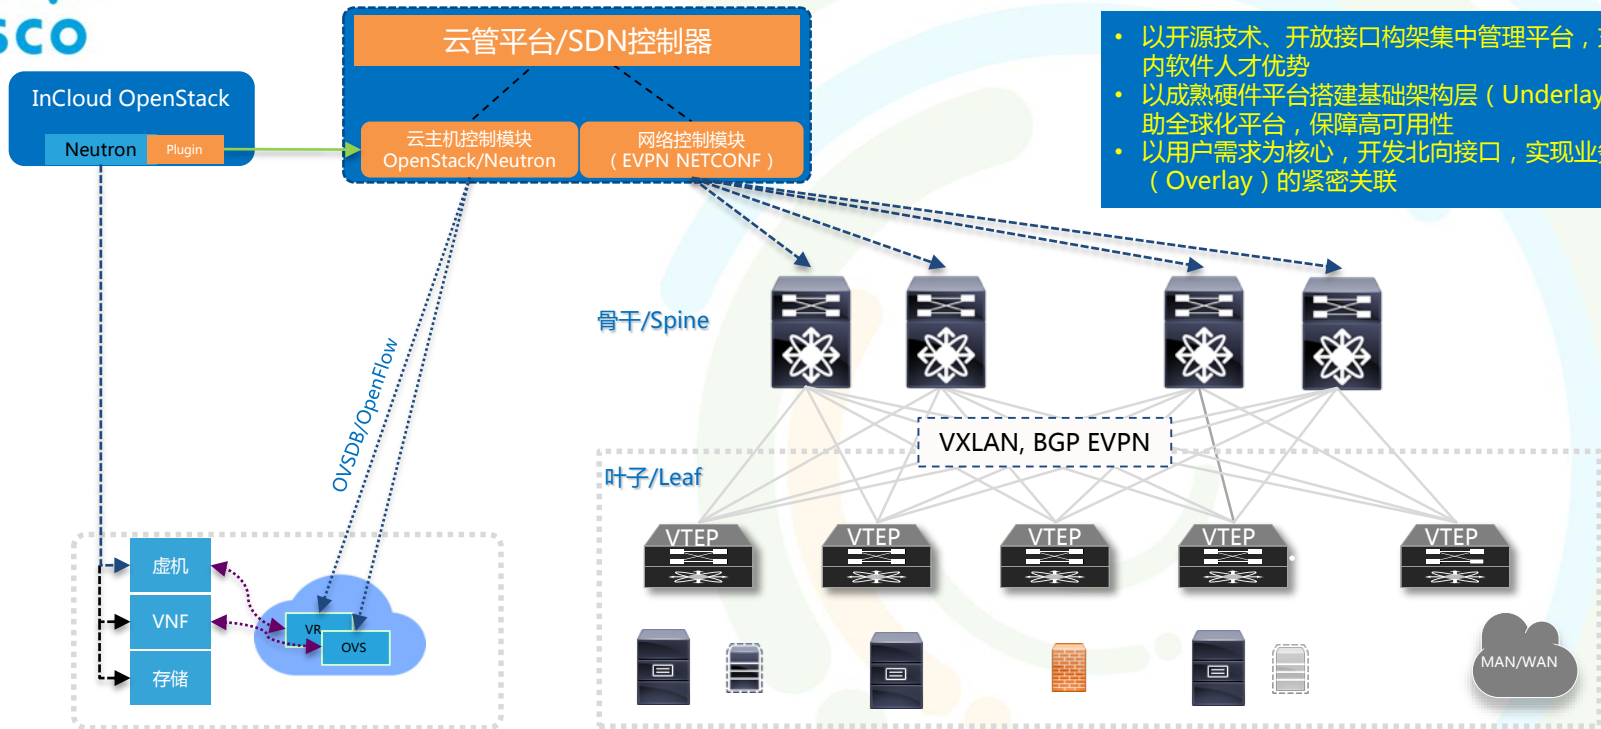 sco
云管平台/SDN控制器
InCloud OpenStack
Neutron
Plugin
云主机控制模块
OpenStack/Neutron
网络控制模块
（EVPN NETCONF）
• 以开源技术、开放接口构架集中管理平台，
内软件人才优势
• 以成熟硬件平台搭建基础架构层（Underlay
助全球化平台，保障高可用性
• 以用户需求为核心，开发北向接口，实现业务
（Overlay）的紧密关联
骨干/Spine
OVSDB/OpenFlow
VXLAN, BGP EVPN
叶子/Leaf
VTEP
VTEP
VTEP
VTEP
VTEP
虚机
VNF
存储
VR
OVS
MAN/WAN